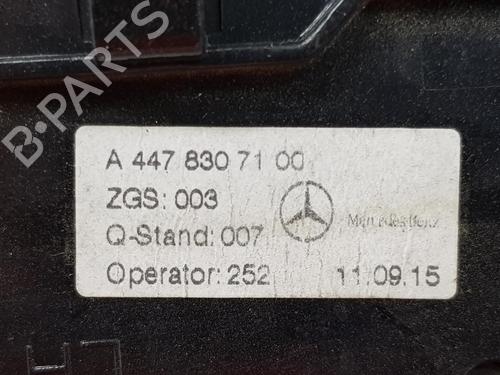 B-PARTS
A 447 830 71 00
ZGS: 003
Q-Stand: 007
Mercedes-Benz
Operator: 252 11.09.15